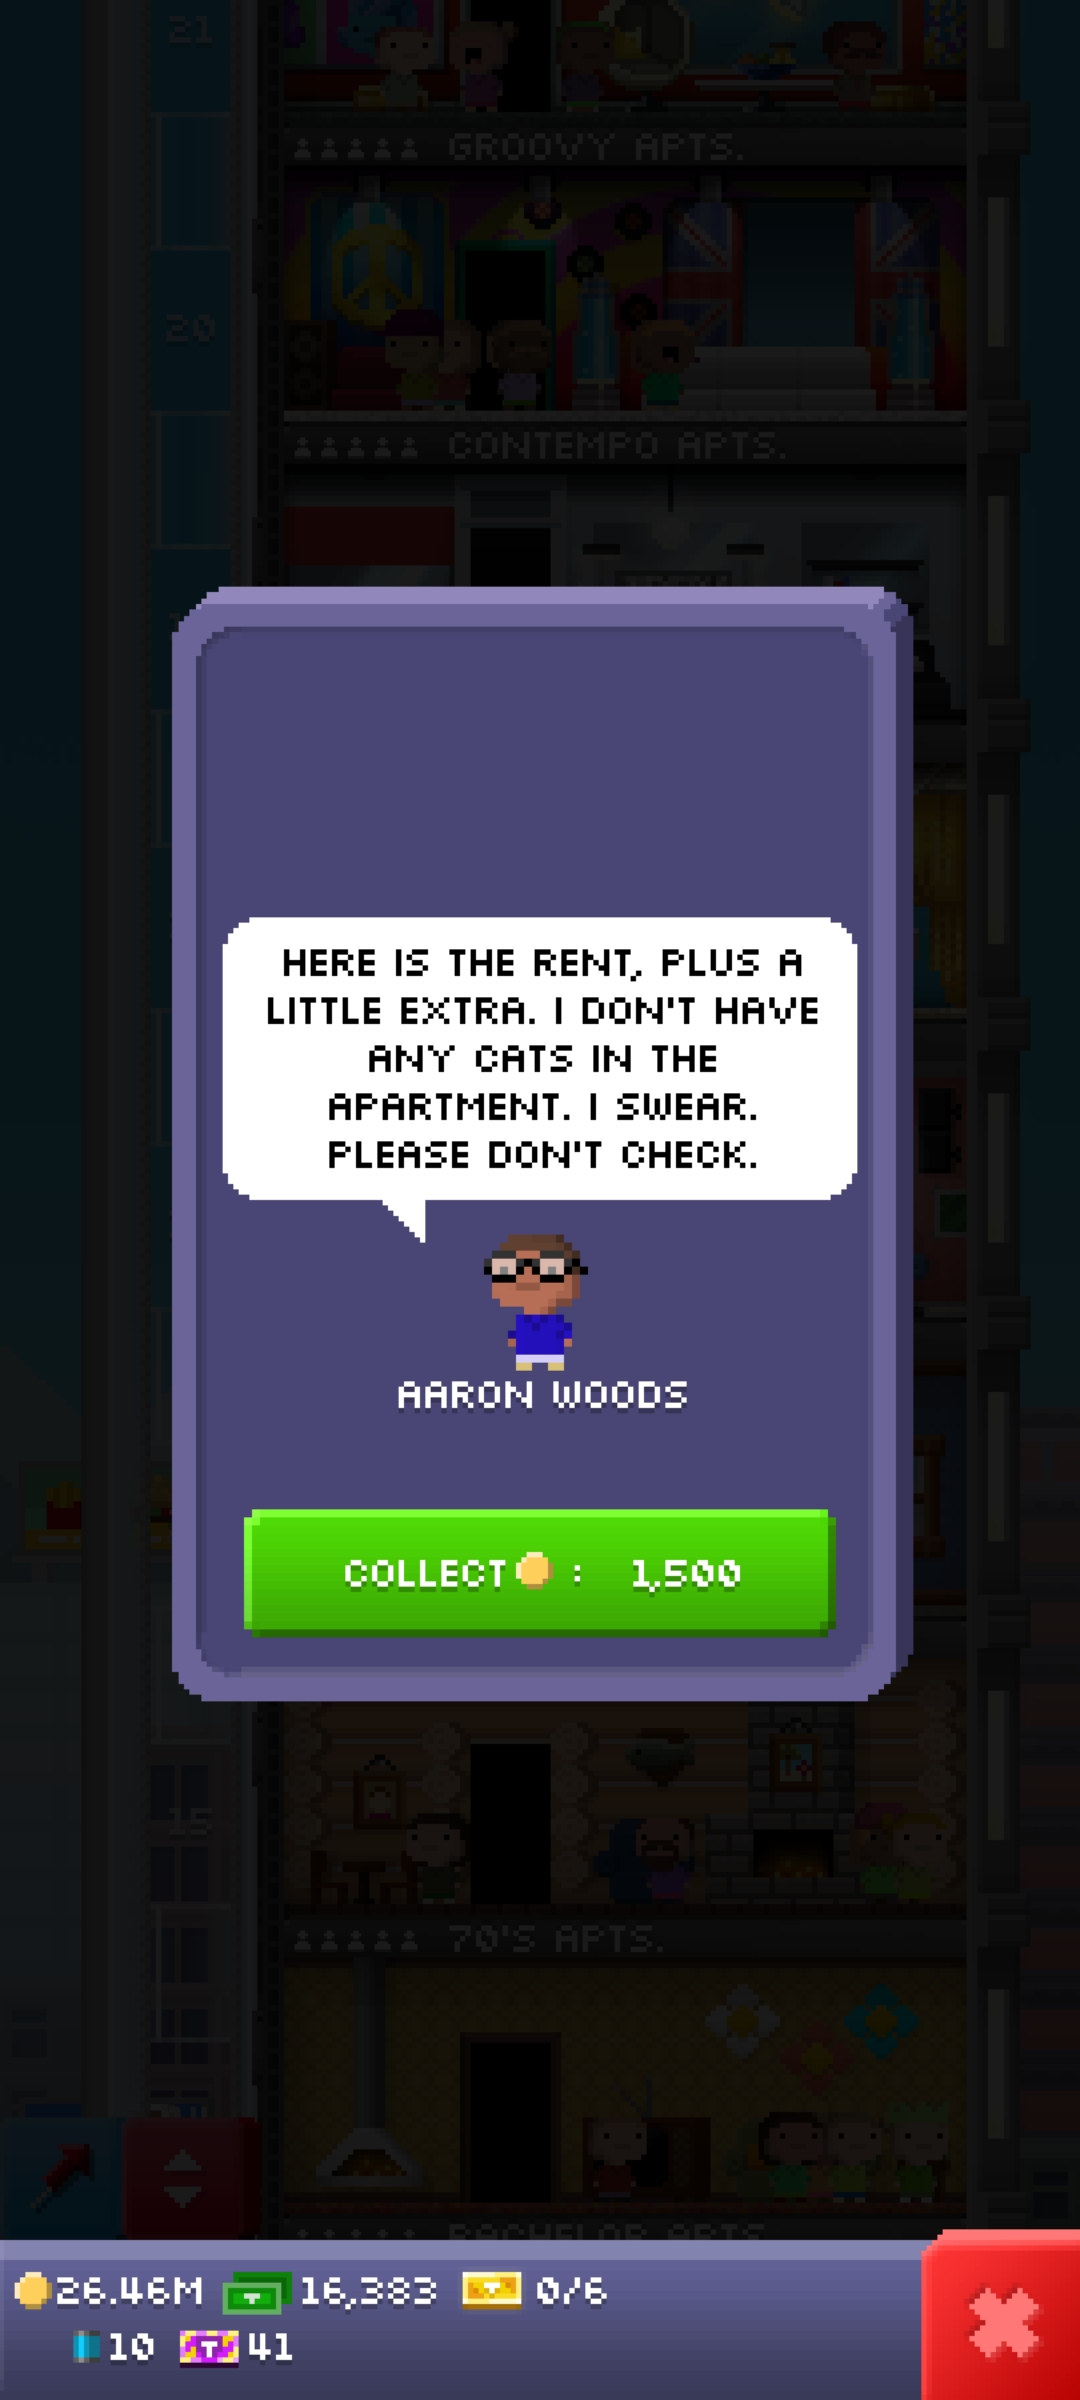 21
GROOVY APTS.
20
CONTEMPO APTS.
HERE IS THE RENT, PLUS A
LITTLE EXTRA. I DON'T HAVE
ANY CATS IN THE
APARTMENT. I SWEAR.
PLEASE DON'T CHECK.
AARON WOODS
COLLECT : 1,500
15
70'S APTS.
BACHELOR APTS.
26.46M 16,383 0/6
10 T 41